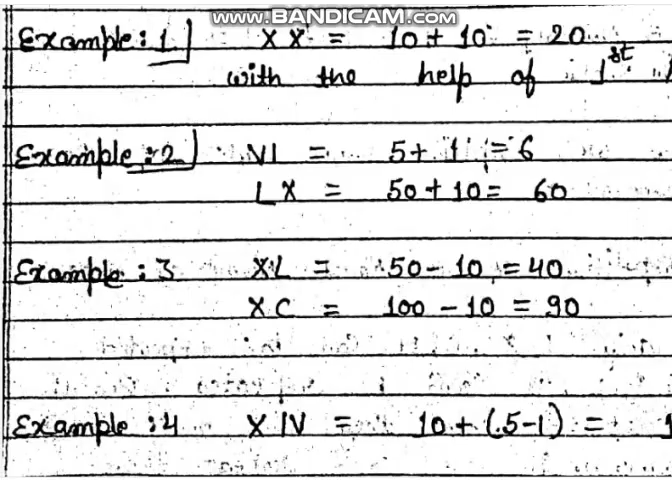 www.BANDICAM.com
Example: 1 XX = 10 + 10 = 20
with the help of 1st
Example: 2 VI = 5 + 1 = 6
LX = 50 + 10 = 60
Example: 3 XL = 50 - 10 = 40
XC = 100 - 10 = 90
Example: 4 XIV = 10 + (5-1) =